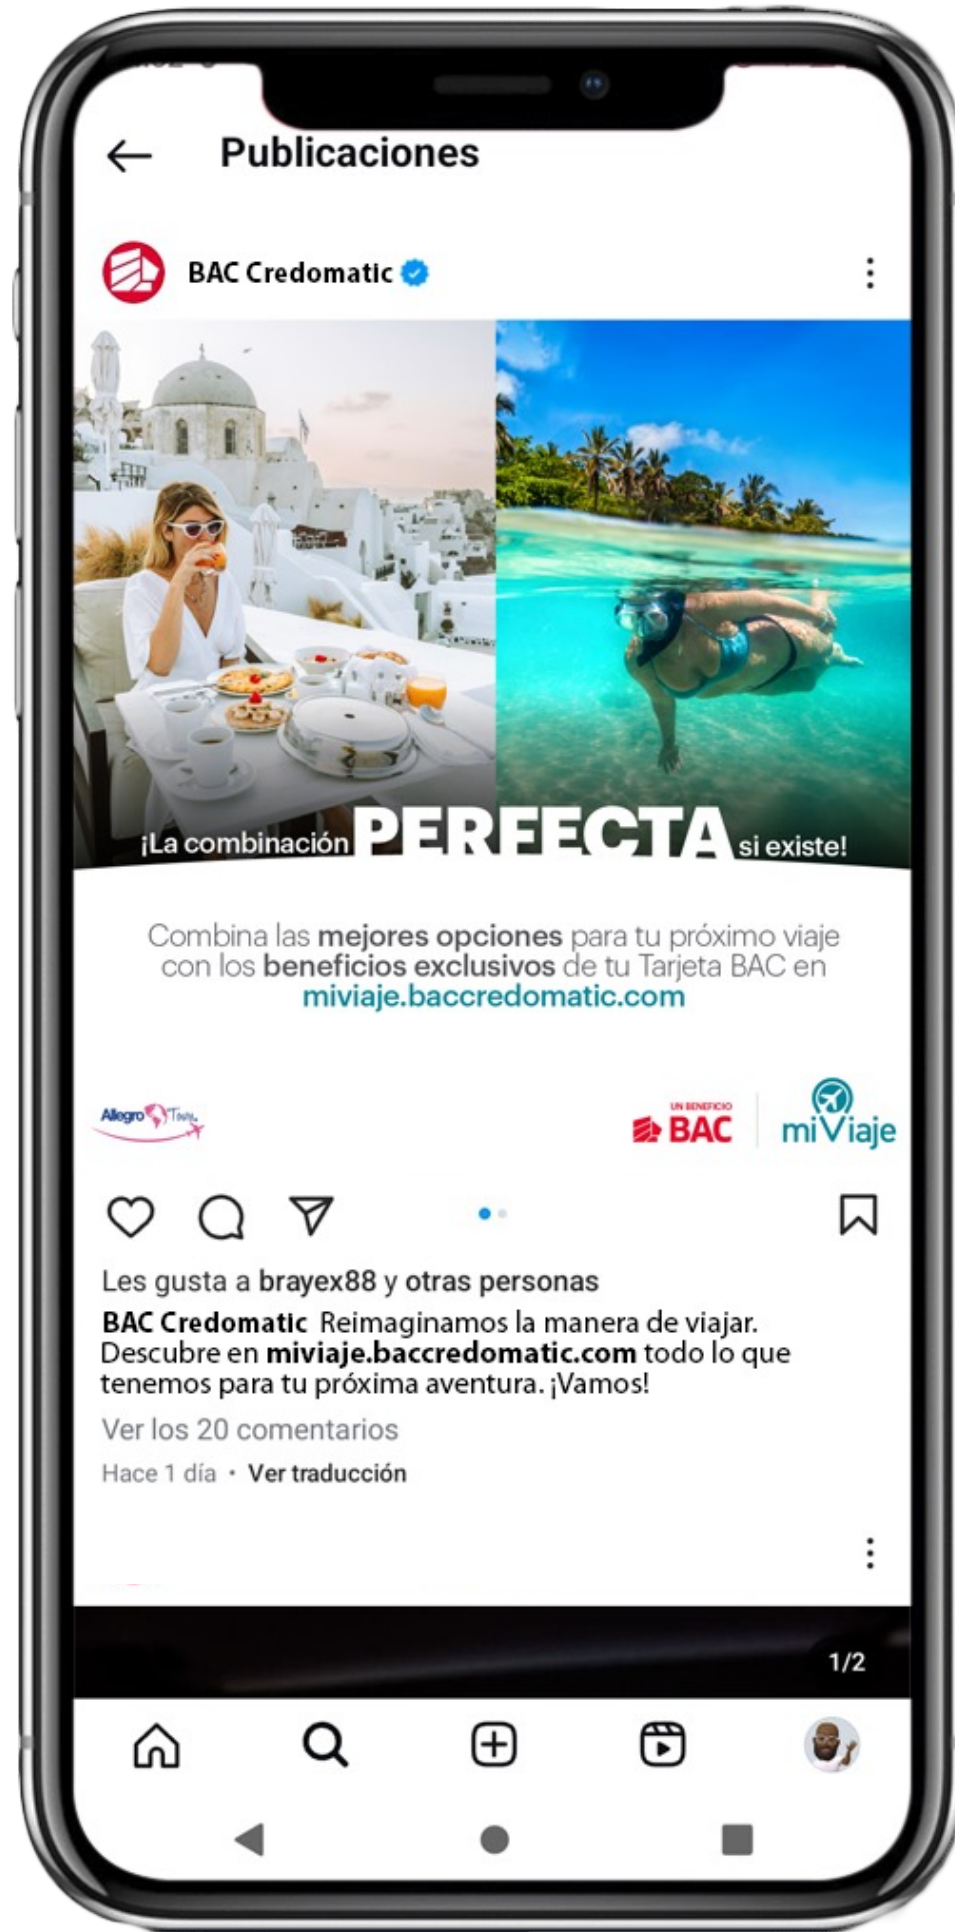 Publicaciones
BAC Credomatic
¡La combinación PERFECTA si existe!
Combina las mejores opciones para tu próximo viaje
con los beneficios exclusivos de tu Tarjeta BAC en
miviaje.baccredomatic.com
Allegro Tours
UN BENEFICIO
BAC
miViaje
Les gusta a brayex88 y otras personas
BAC Credomatic Reimaginamos la manera de viajar.
Descubre en miviaje.baccredomatic.com todo lo que
tenemos para tu próxima aventura. ¡Vamos!
Ver los 20 comentarios
Hace 1 día • Ver traducción
1/2